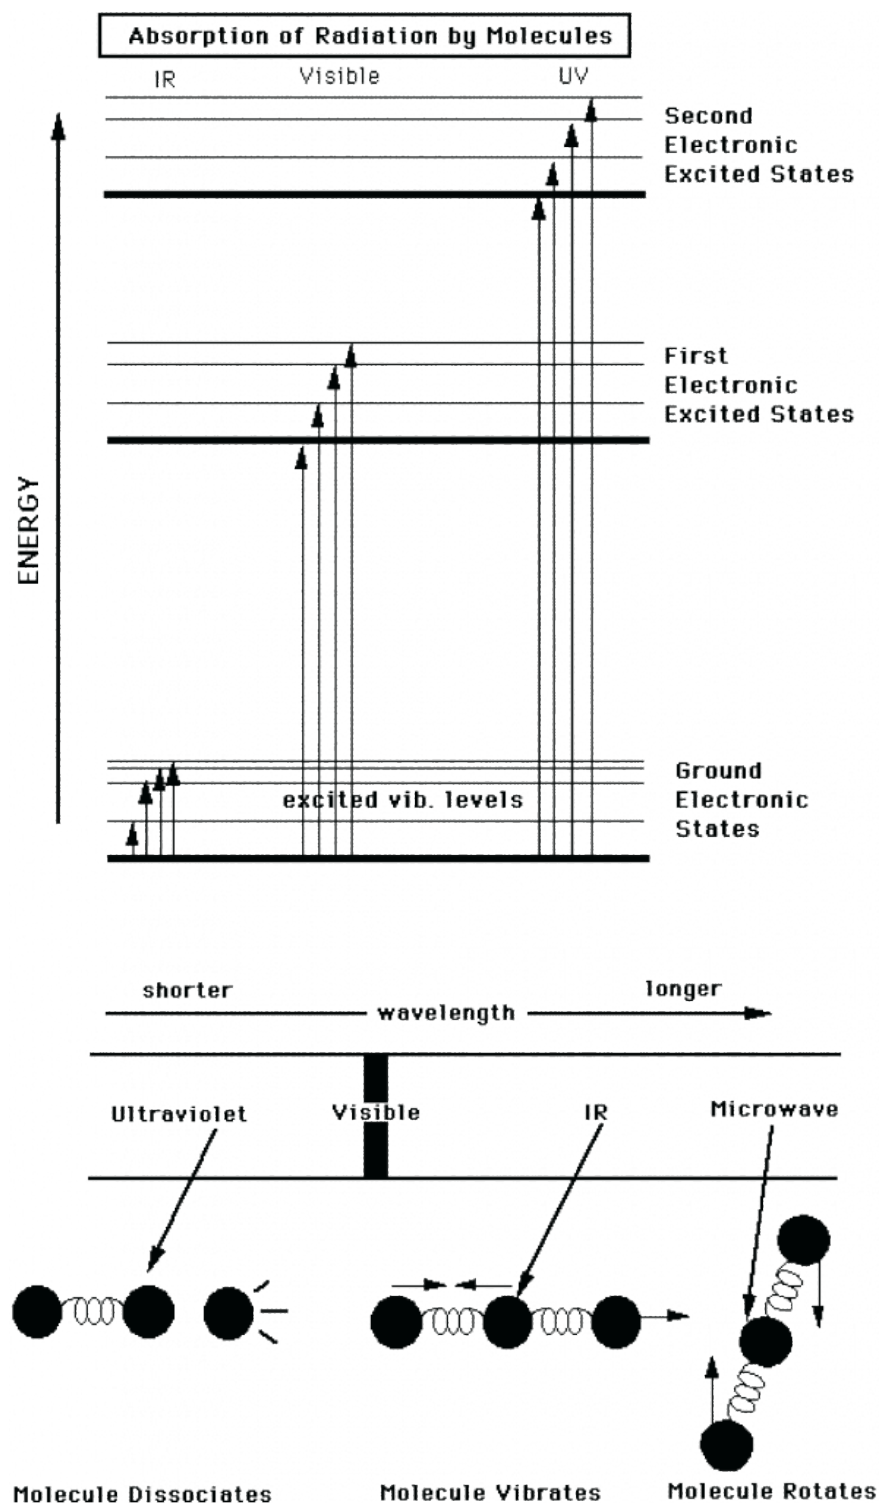 Absorption of Radiation by Molecules
IR Visible UV
Second
Electronic
Excited States
First
Electronic
Excited States
ENERGY
Ground
Electronic
States
excited vib. levels
shorter longer
wavelength
Ultraviolet Visible IR Microwave
Molecule Dissociates Molecule Vibrates Molecule Rotates